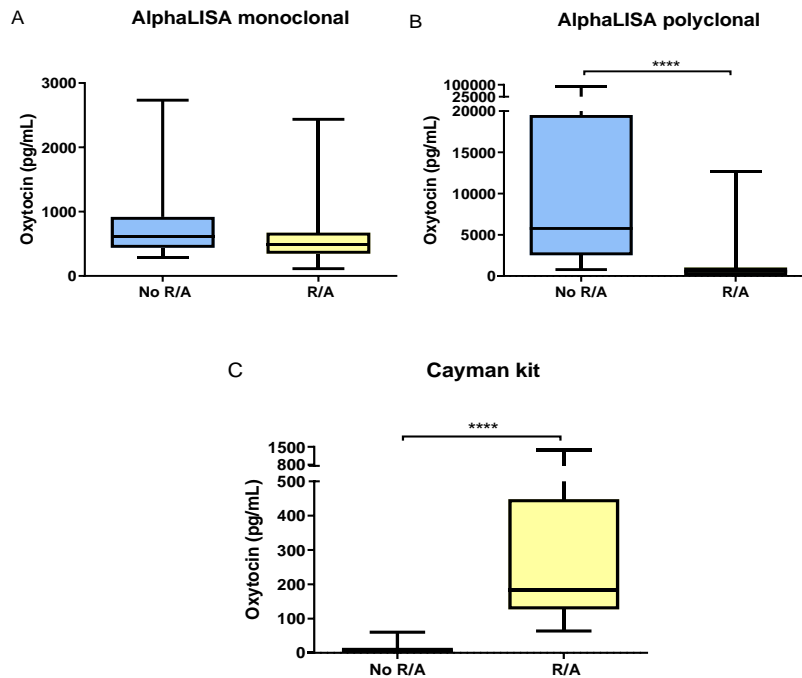 A
AlphaLISA monoclonal
Oxytocin (pg/mL)
3000
2000
1000
0
No R/A
R/A
B
AlphaLISA polyclonal
****
Oxytocin (pg/mL)
100000
25000
20000
15000
10000
5000
0
No R/A
R/A
C
Cayman kit
****
Oxytocin (pg/mL)
1500
800
500
400
300
200
100
0
No R/A
R/A